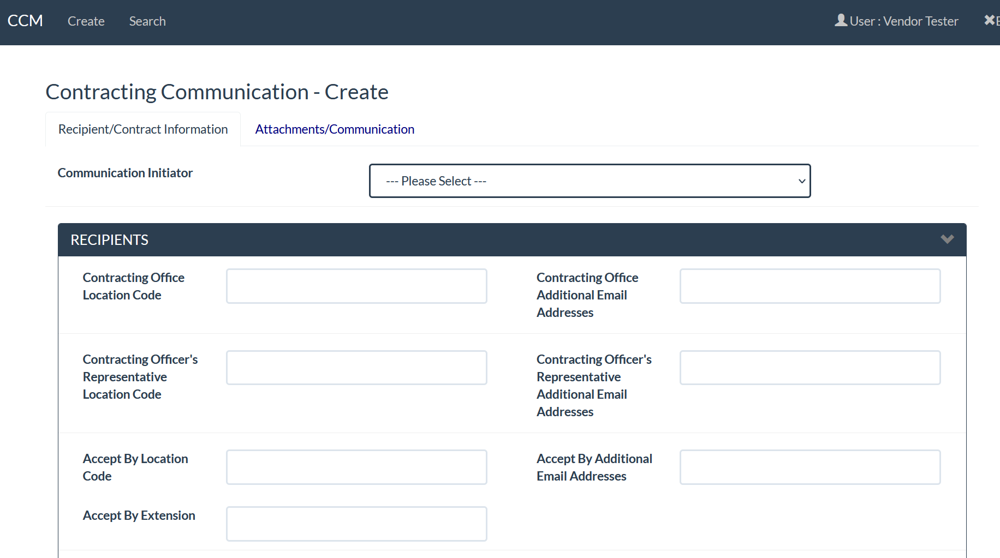 CCM Create Search User : Vendor Tester
Contracting Communication - Create
Recipient/Contract Information Attachments/Communication
Communication Initiator --- Please Select ---
RECIPIENTS
Contracting Office
Location Code
Contracting Office
Additional Email
Addresses
Contracting Officer's
Representative
Location Code
Contracting Officer's
Representative
Additional Email
Addresses
Accept By Location
Code
Accept By Additional
Email Addresses
Accept By Extension